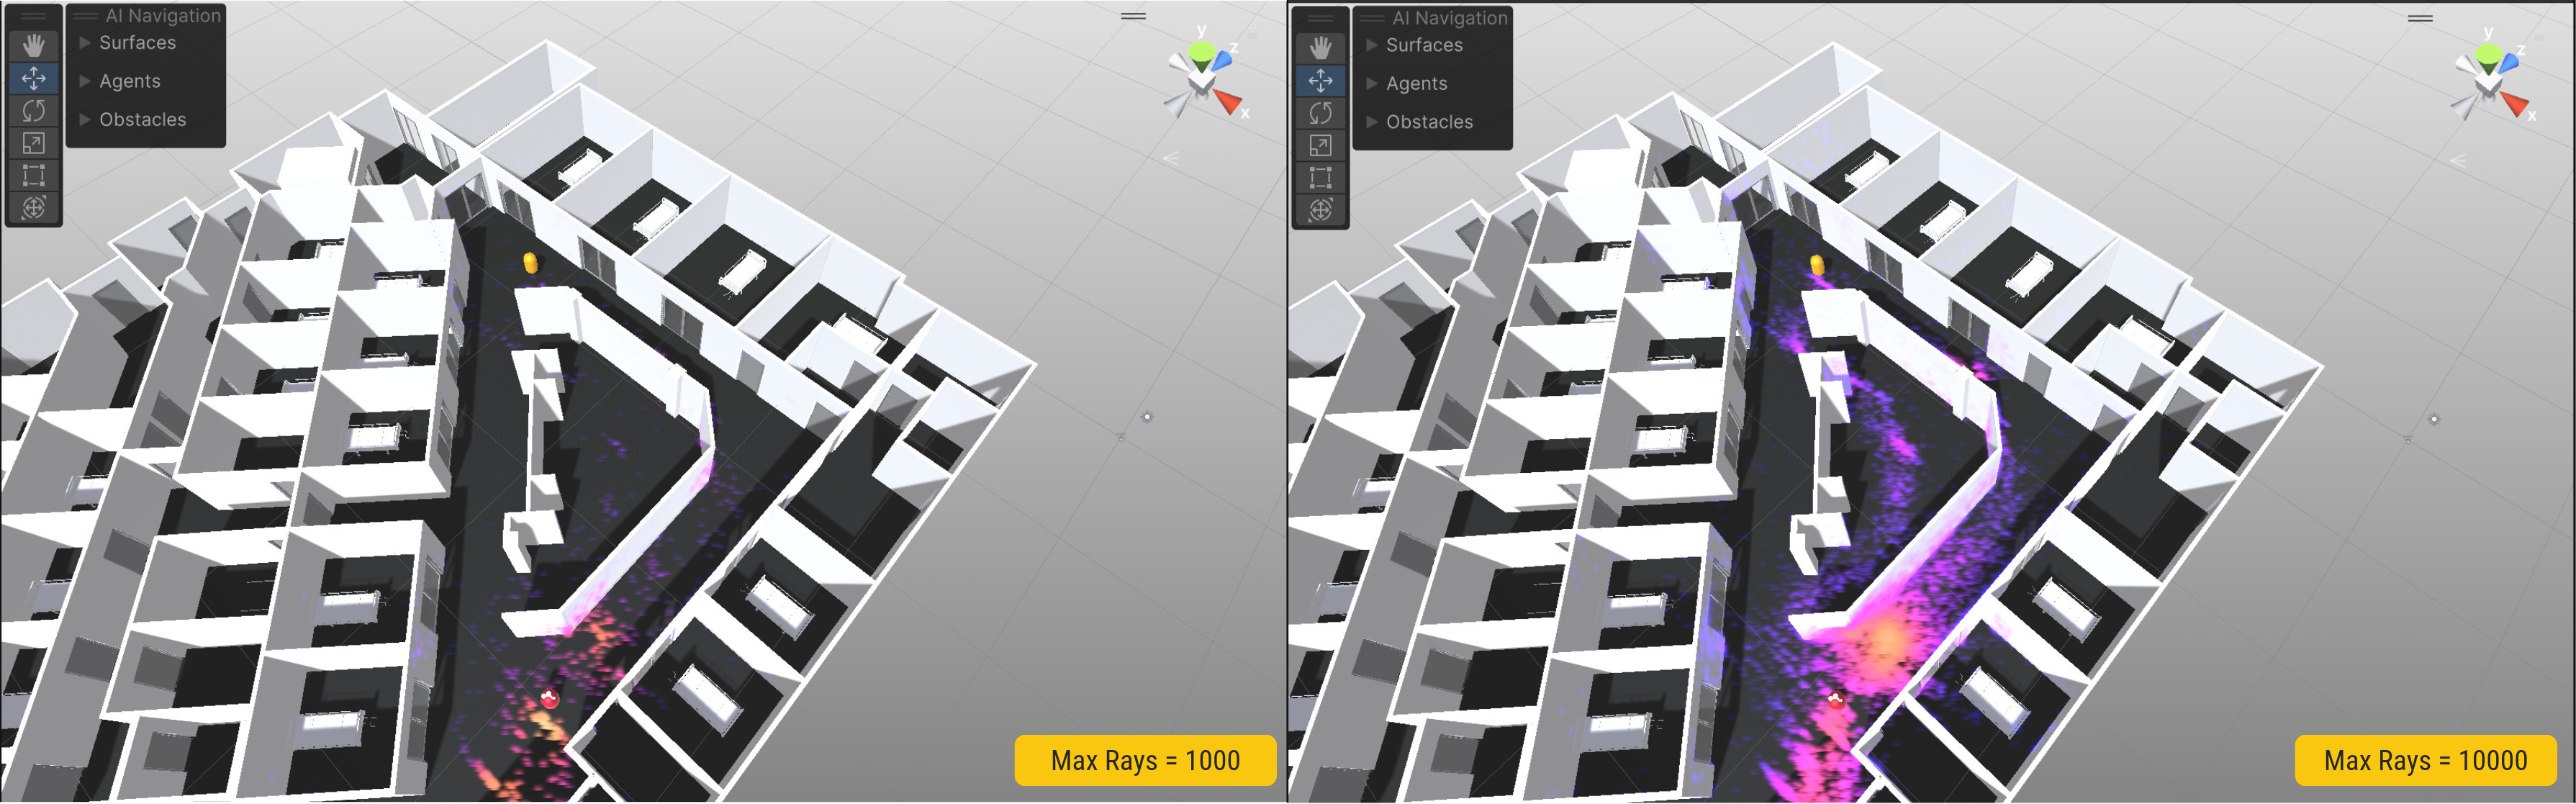 AI Navigation
Surfaces
Agents
Obstacles
y
z
x
Max Rays = 1000
AI Navigation
Surfaces
Agents
Obstacles
y
z
x
Max Rays = 10000